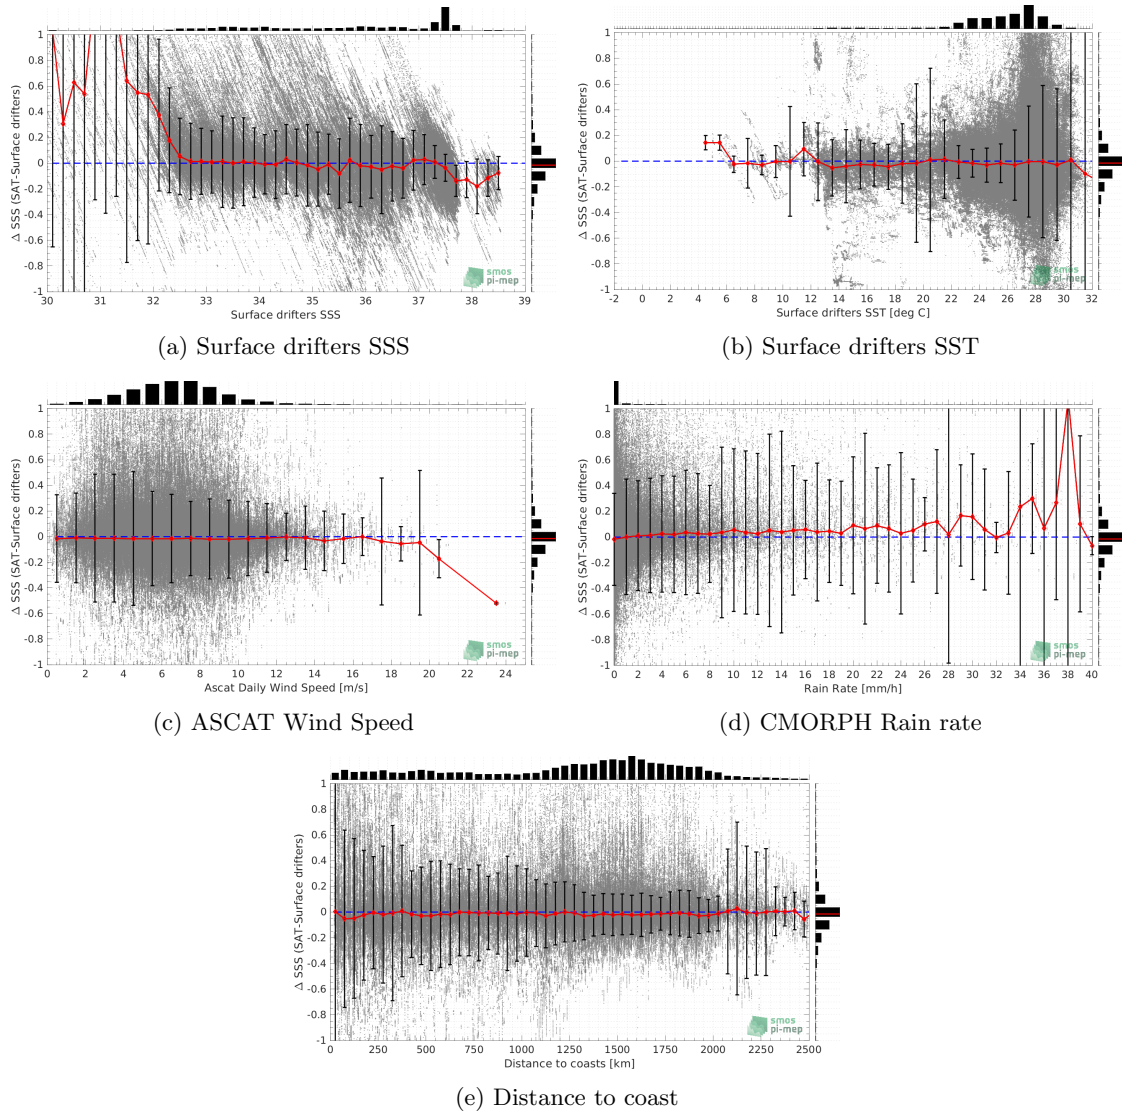 1
0.8
0.6
0.4
0.2
0
-0.2
-0.4
-0.6
-0.8
-1
Δ SSS (SAT-Surface drifters)
30 31 32 33 34 35 36 37 38 39
Surface drifters SSS
smos
pi-mep
(a) Surface drifters SSS
1
0.8
0.6
0.4
0.2
0
-0.2
-0.4
-0.6
-0.8
-1
Δ SSS (SAT-Surface drifters)
-2 0 2 4 6 8 10 12 14 16 18 20 22 24 26 28 30 32
Surface drifters SST [deg C]
smos
pi-mep
(b) Surface drifters SST
1
0.8
0.6
0.4
0.2
0
-0.2
-0.4
-0.6
-0.8
-1
Δ SSS (SAT-Surface drifters)
0 2 4 6 8 10 12 14 16 18 20 22 24
Ascat Daily Wind Speed [m/s]
smos
pi-mep
(c) ASCAT Wind Speed
1
0.8
0.6
0.4
0.2
0
-0.2
-0.4
-0.6
-0.8
-1
Δ SSS (SAT-Surface drifters)
0 2 4 6 8 10 12 14 16 18 20 22 24 26 28 30 32 34 36 38 40
Rain Rate [mm/h]
smos
pi-mep
(d) CMORPH Rain rate
1
0.8
0.6
0.4
0.2
0
-0.2
-0.4
-0.6
-0.8
-1
Δ SSS (SAT-Surface drifters)
0 250 500 750 1000 1250 1500 1750 2000 2250 2500
Distance to coasts [km]
smos
pi-mep
(e) Distance to coast